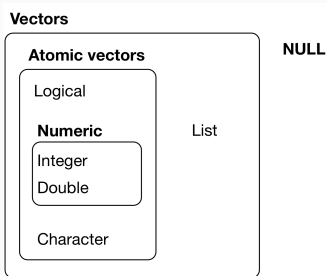 Vectors
NULL
Atomic vectors
Logical
Numeric
List
Integer
Double
Character